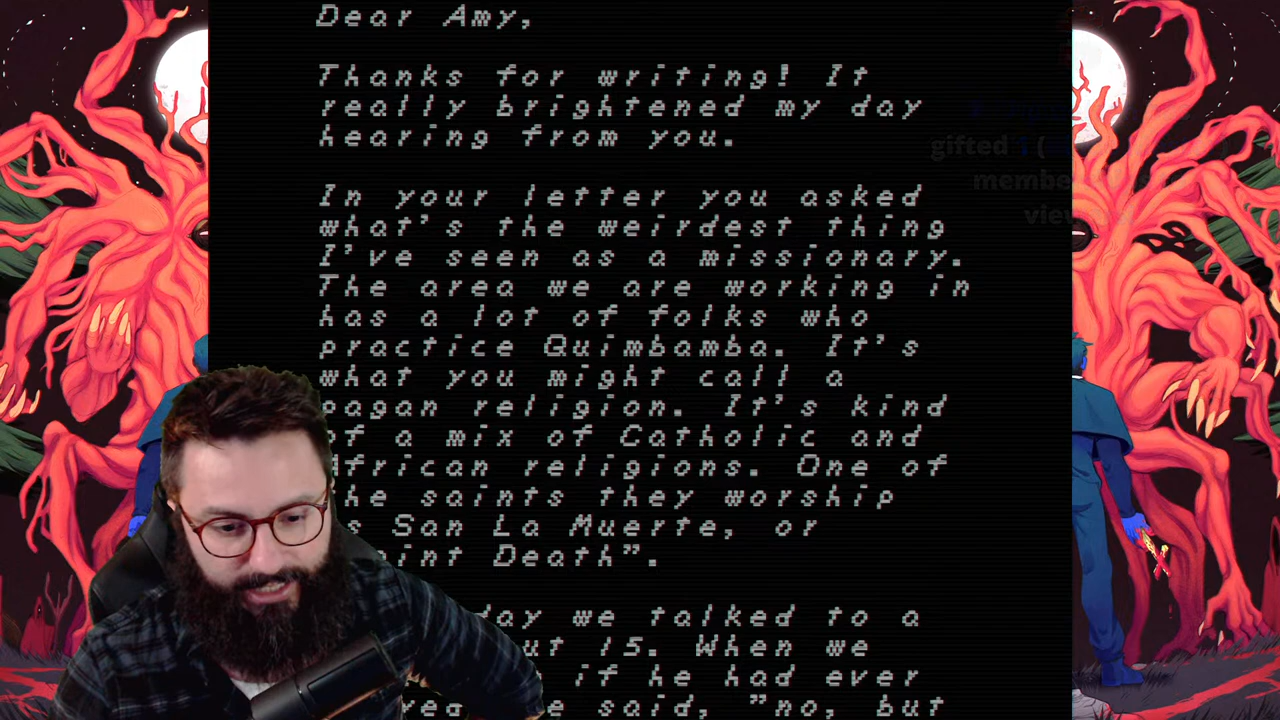 Dear Amy,
Thanks for writing! It
really brightened my day
hearing from you.
In your letter you asked
what's the weirdest thing
I've seen as a missionary.
The area we are working in
has a lot of folks who
practice Quimbamba. It's
what you might call a
pagan religion. It's kind
of a mix of Catholic and
African religions. One of
the saints they worship
San La Muerte, or
Death".
we talked to a
15. When we
if he had ever
said, "no, but
gifted 1 (